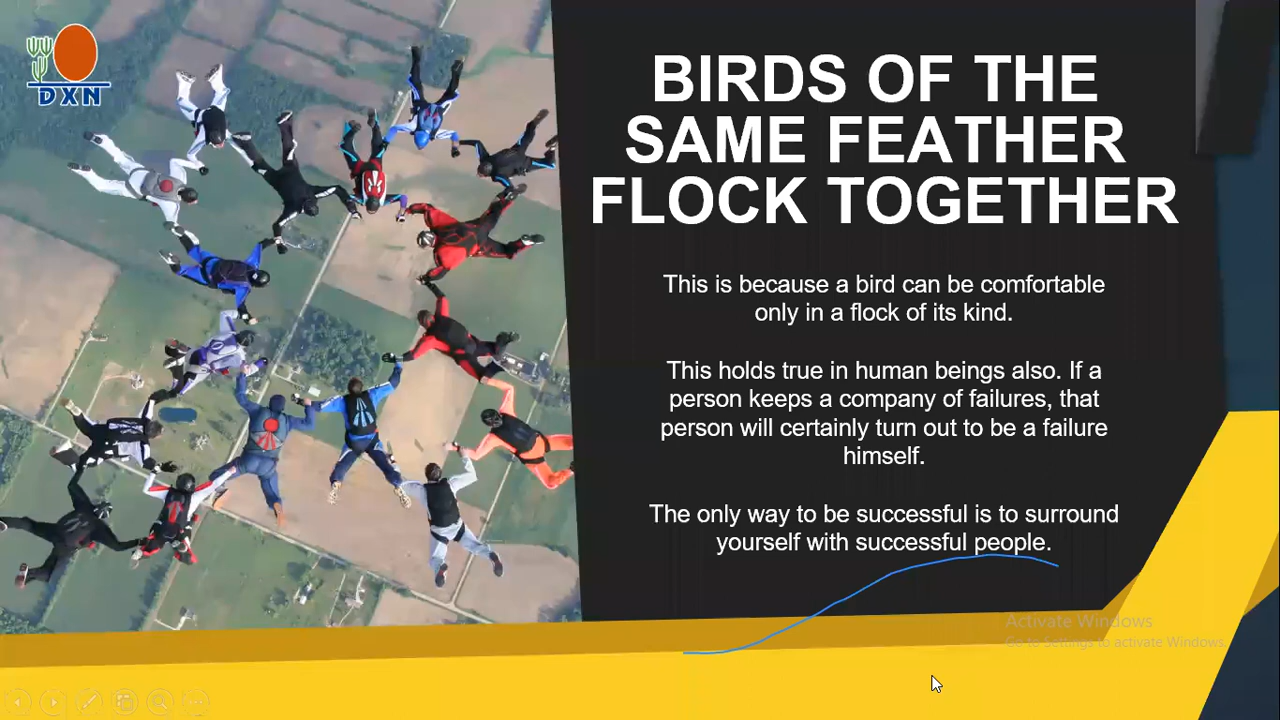 DXN
BIRDS OF THE
SAME FEATHER
FLOCK TOGETHER
This is because a bird can be comfortable
only in a flock of its kind.
This holds true in human beings also. If a
person keeps a company of failures, that
person will certainly turn out to be a failure
himself.
The only way to be successful is to surround
yourself with successful people.
Activate Windows
Go to Settings to activate Windows.